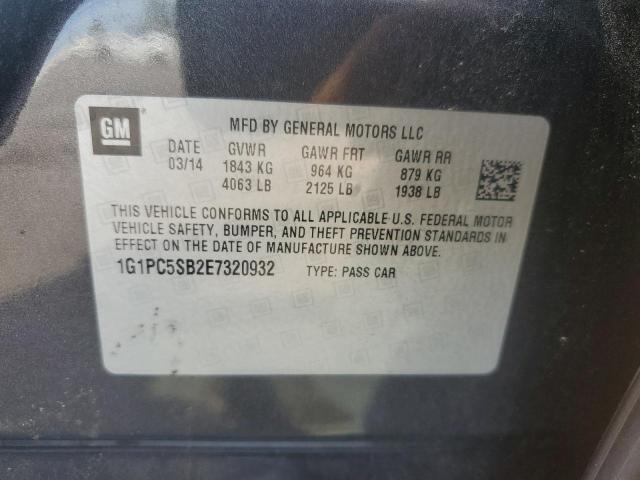 GM
MFD BY GENERAL MOTORS LLC
DATE GVWR GAWR FRT GAWR RR
03/14 1843 KG 964 KG 879 KG
4063 LB 2125 LB 1938 LB
THIS VEHICLE CONFORMS TO ALL APPLICABLE U.S. FEDERAL MOTOR
VEHICLE SAFETY, BUMPER, AND THEFT PREVENTION STANDARDS IN
EFFECT ON THE DATE OF MANUFACTURE SHOWN ABOVE.
1G1PC5SB2E7320932 TYPE: PASS CAR